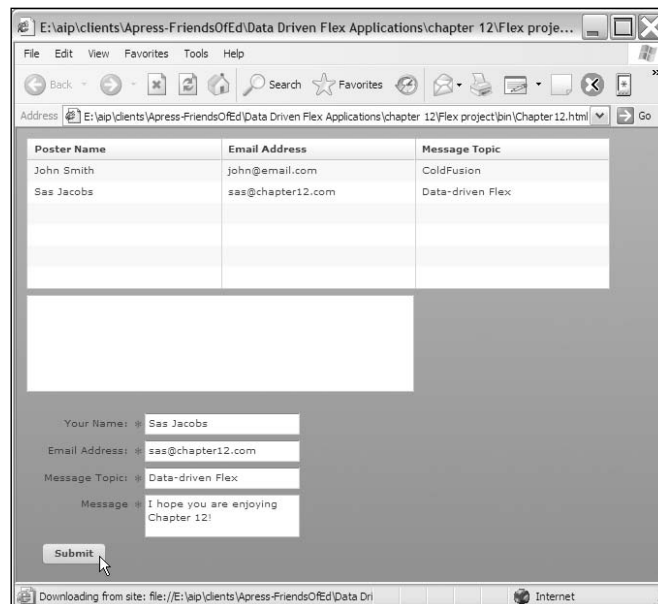 E:\aip\clients\Apress-FriendsOfEd\Data Driven Flex Applications\chapter 12\Flex proje...
File Edit View Favorites Tools Help
Back Search Favorites
Address E:\aip\clients\Apress-FriendsOfEd\Data Driven Flex Applications\chapter 12\Flex project\bin\Chapter12.html Go
Poster Name Email Address Message Topic
John Smith john@email.com ColdFusion
Sas Jacobs sas@chapter12.com Data-driven Flex
Your Name: * Sas Jacobs
Email Address: * sas@chapter12.com
Message Topic: * Data-driven Flex
Message * I hope you are enjoying
Chapter 12!
Submit
Downloading from site: file://E:\aip\clients\Apress-FriendsOfEd\Data Dri Internet